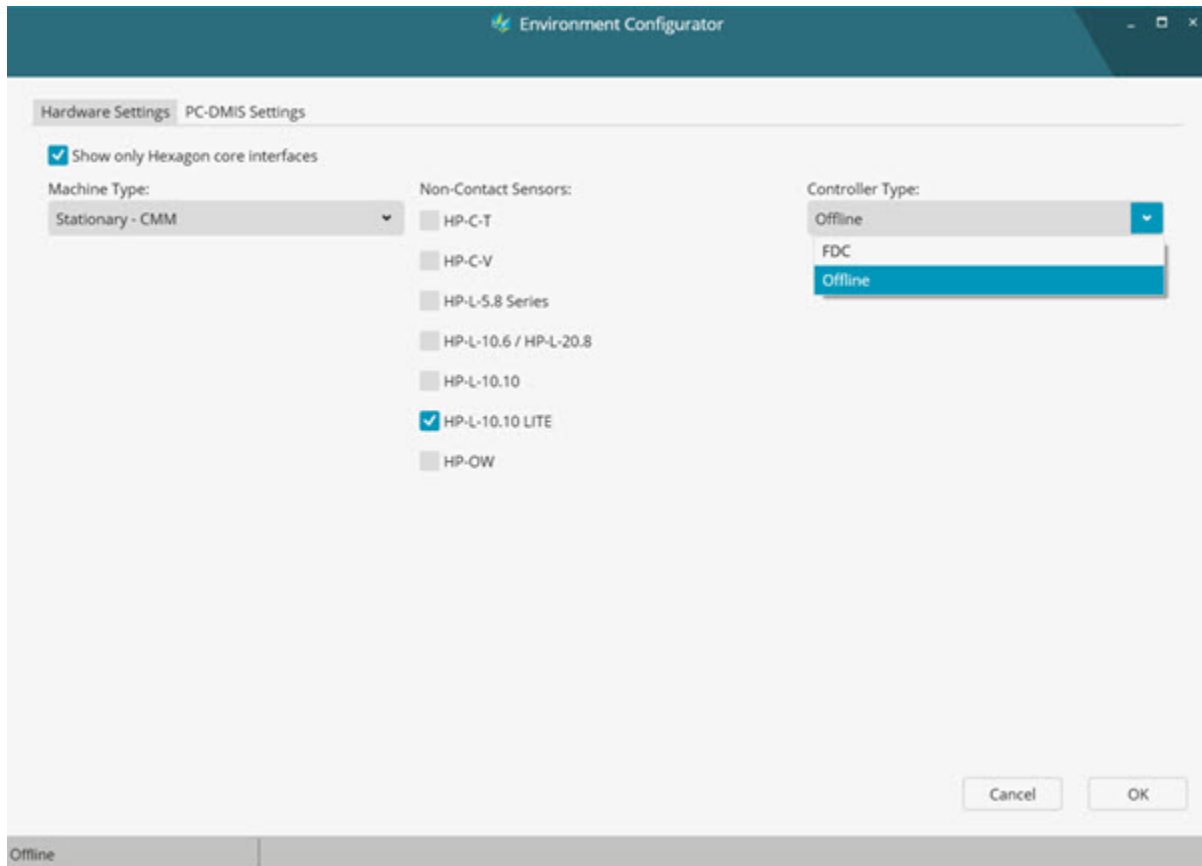 Environment Configurator
Hardware Settings PC-DMIS Settings
Show only Hexagon core interfaces
Machine Type:
Stationary - CMM
Non-Contact Sensors:
HP-C-T
HP-C-V
HP-L-5.8 Series
HP-L-10.6 / HP-L-20.8
HP-L-10.10
HP-L-10.10 LITE
HP-OW
Controller Type:
Offline
FDC
Offline
Cancel OK
Offline